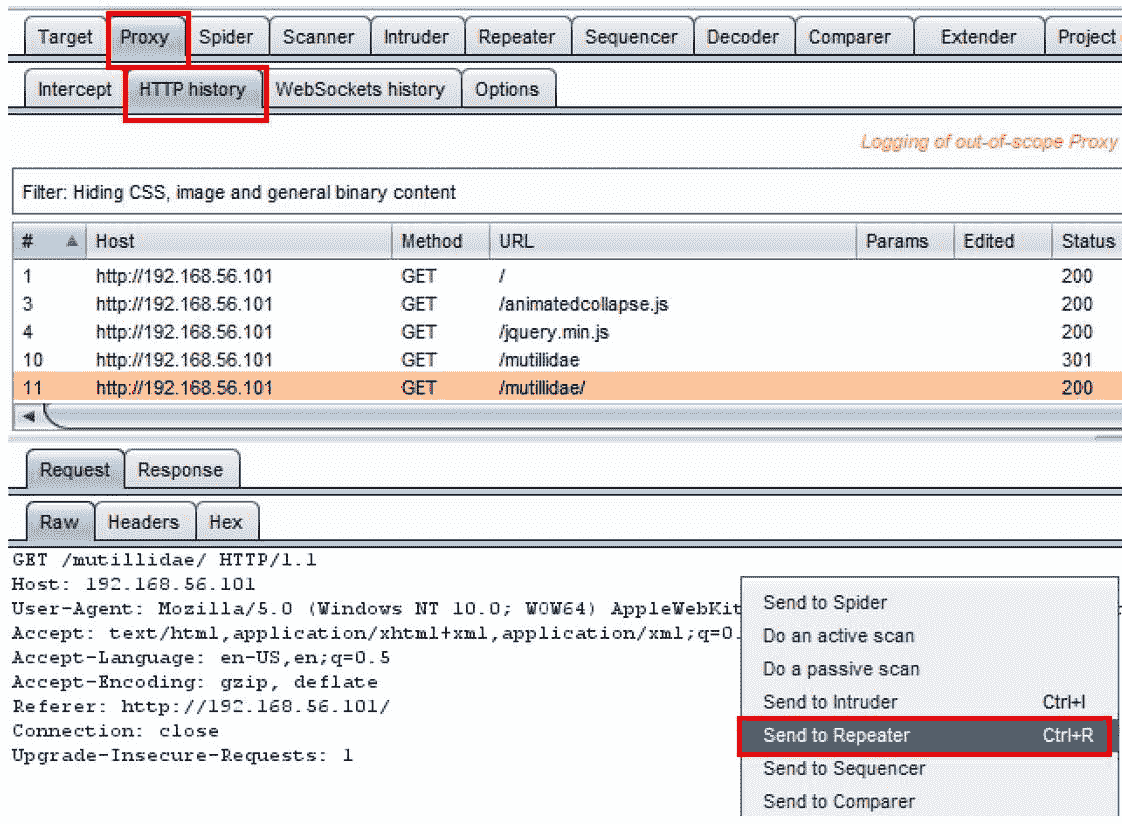 Target Proxy Spider Scanner Intruder Repeater Sequencer Decoder Comparer Extender Project
Intercept HTTP history WebSockets history Options
Logging of out-of-scope Proxy
Filter: Hiding CSS, image and general binary content
# Host Method URL Params Edited Status
1 http://192.168.56.101 GET / 200
3 http://192.168.56.101 GET /animatedcollapse.js 200
4 http://192.168.56.101 GET /jquery.min.js 200
10 http://192.168.56.101 GET /mutillidae 301
11 http://192.168.56.101 GET /mutillidae/ 200
Request Response
Raw Headers Hex
GET /mutillidae/ HTTP/1.1
Host: 192.168.56.101
User-Agent: Mozilla/5.0 (Windows NT 10.0; WOW64) AppleWebKit
Accept: text/html,application/xhtml+xml,application/xml;q=0.
Accept-Language: en-US,en;q=0.5
Accept-Encoding: gzip, deflate
Referer: http://192.168.56.101/
Connection: close
Upgrade-Insecure-Requests: 1
Send to Spider
Do an active scan
Do a passive scan
Send to Intruder Ctrl+I
Send to Repeater Ctrl+R
Send to Sequencer
Send to Comparer